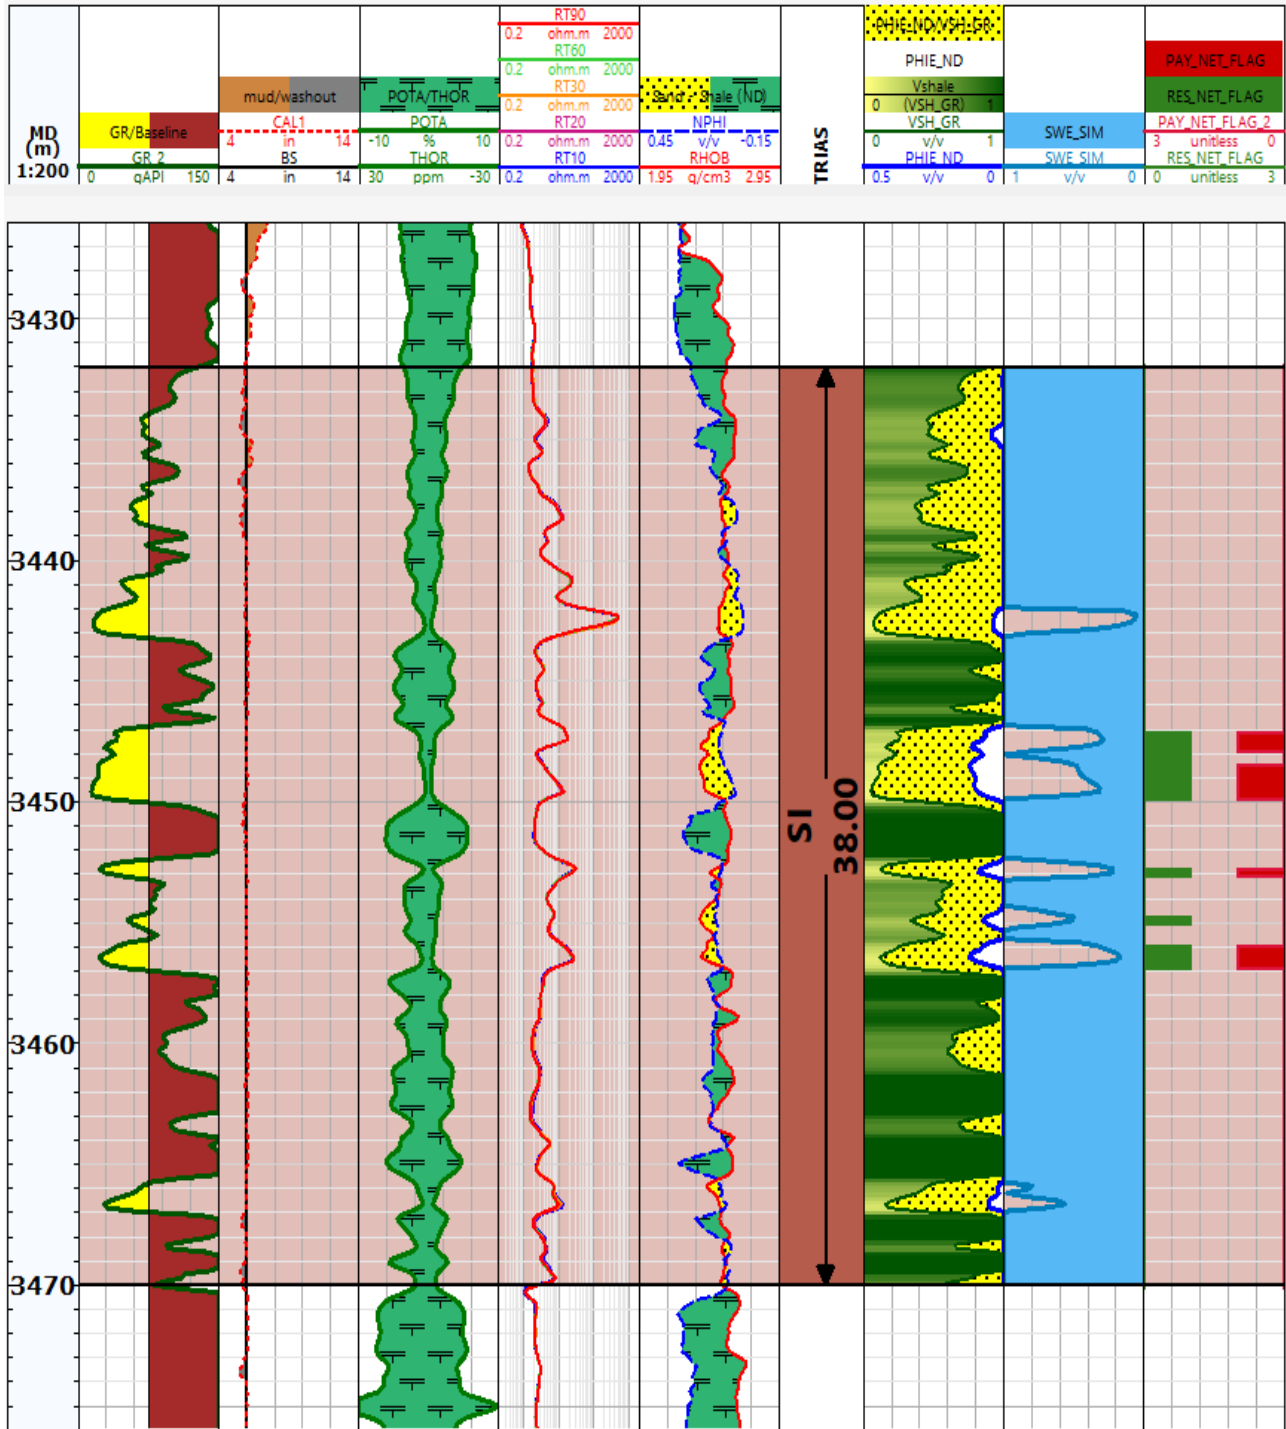 MD
(m)
1:200
GR/Baseline
GR_2
0 gAPI 150
mud/washout
CAL1
4 in 14
BS
4 in 14
POTA/THOR
POTA
-10 % 10
THOR
30 ppm -30
RT90
0.2 ohm.m 2000
RT60
0.2 ohm.m 2000
RT30
0.2 ohm.m 2000
RT20
0.2 ohm.m 2000
RT10
0.2 ohm.m 2000
Sand - Shale (ND)
NPHI
0.45 v/v -0.15
RHOB
1.95 g/cm3 2.95
TRIAS
PHIE_ND/VSH_GR
PHIE_ND
Vshale
0 (VSH_GR) 1
VSH_GR
0 v/v 1
PHIE_ND
0.5 v/v 0
SWE_SIM
SWE_SIM
1 v/v 0
PAY_NET_FLAG
RES_NET_FLAG
PAY_NET_FLAG_2
3 unitless 0
RES_NET_FLAG
0 unitless 3
3430
3440
3450
3460
3470
SI
38.00